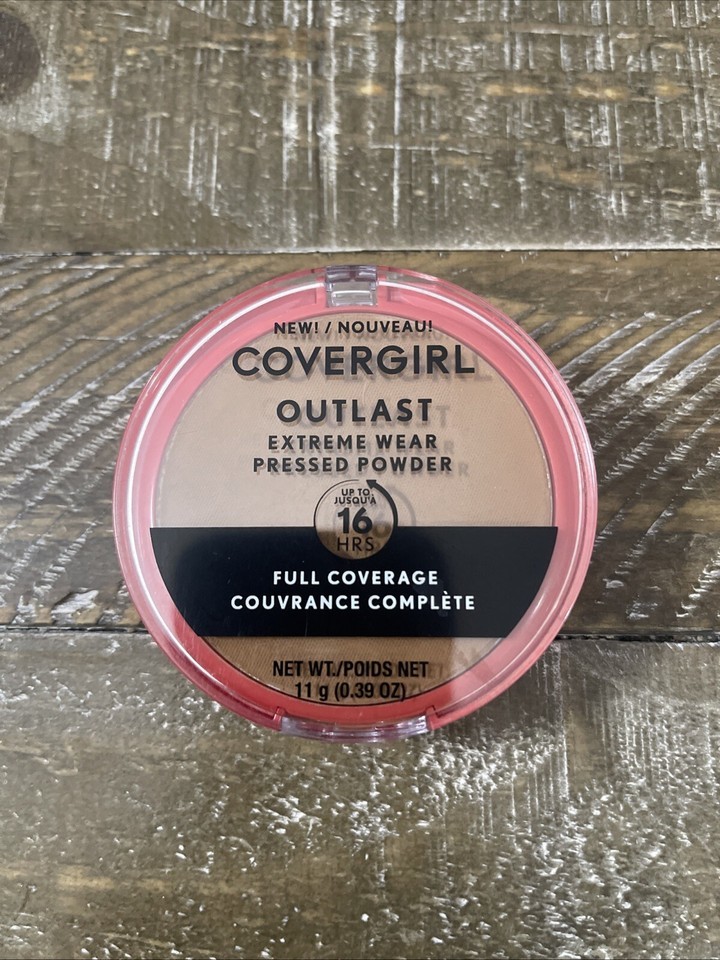 NEW! / NOUVEAU!
COVERGIRL
OUTLAST
EXTREME WEAR
PRESSED POWDER
UP TO
JUSQU'À
16
HRS
FULL COVERAGE
COUVRANCE COMPLÈTE
NET WT./POIDS NET
11 g (0.39 OZ)